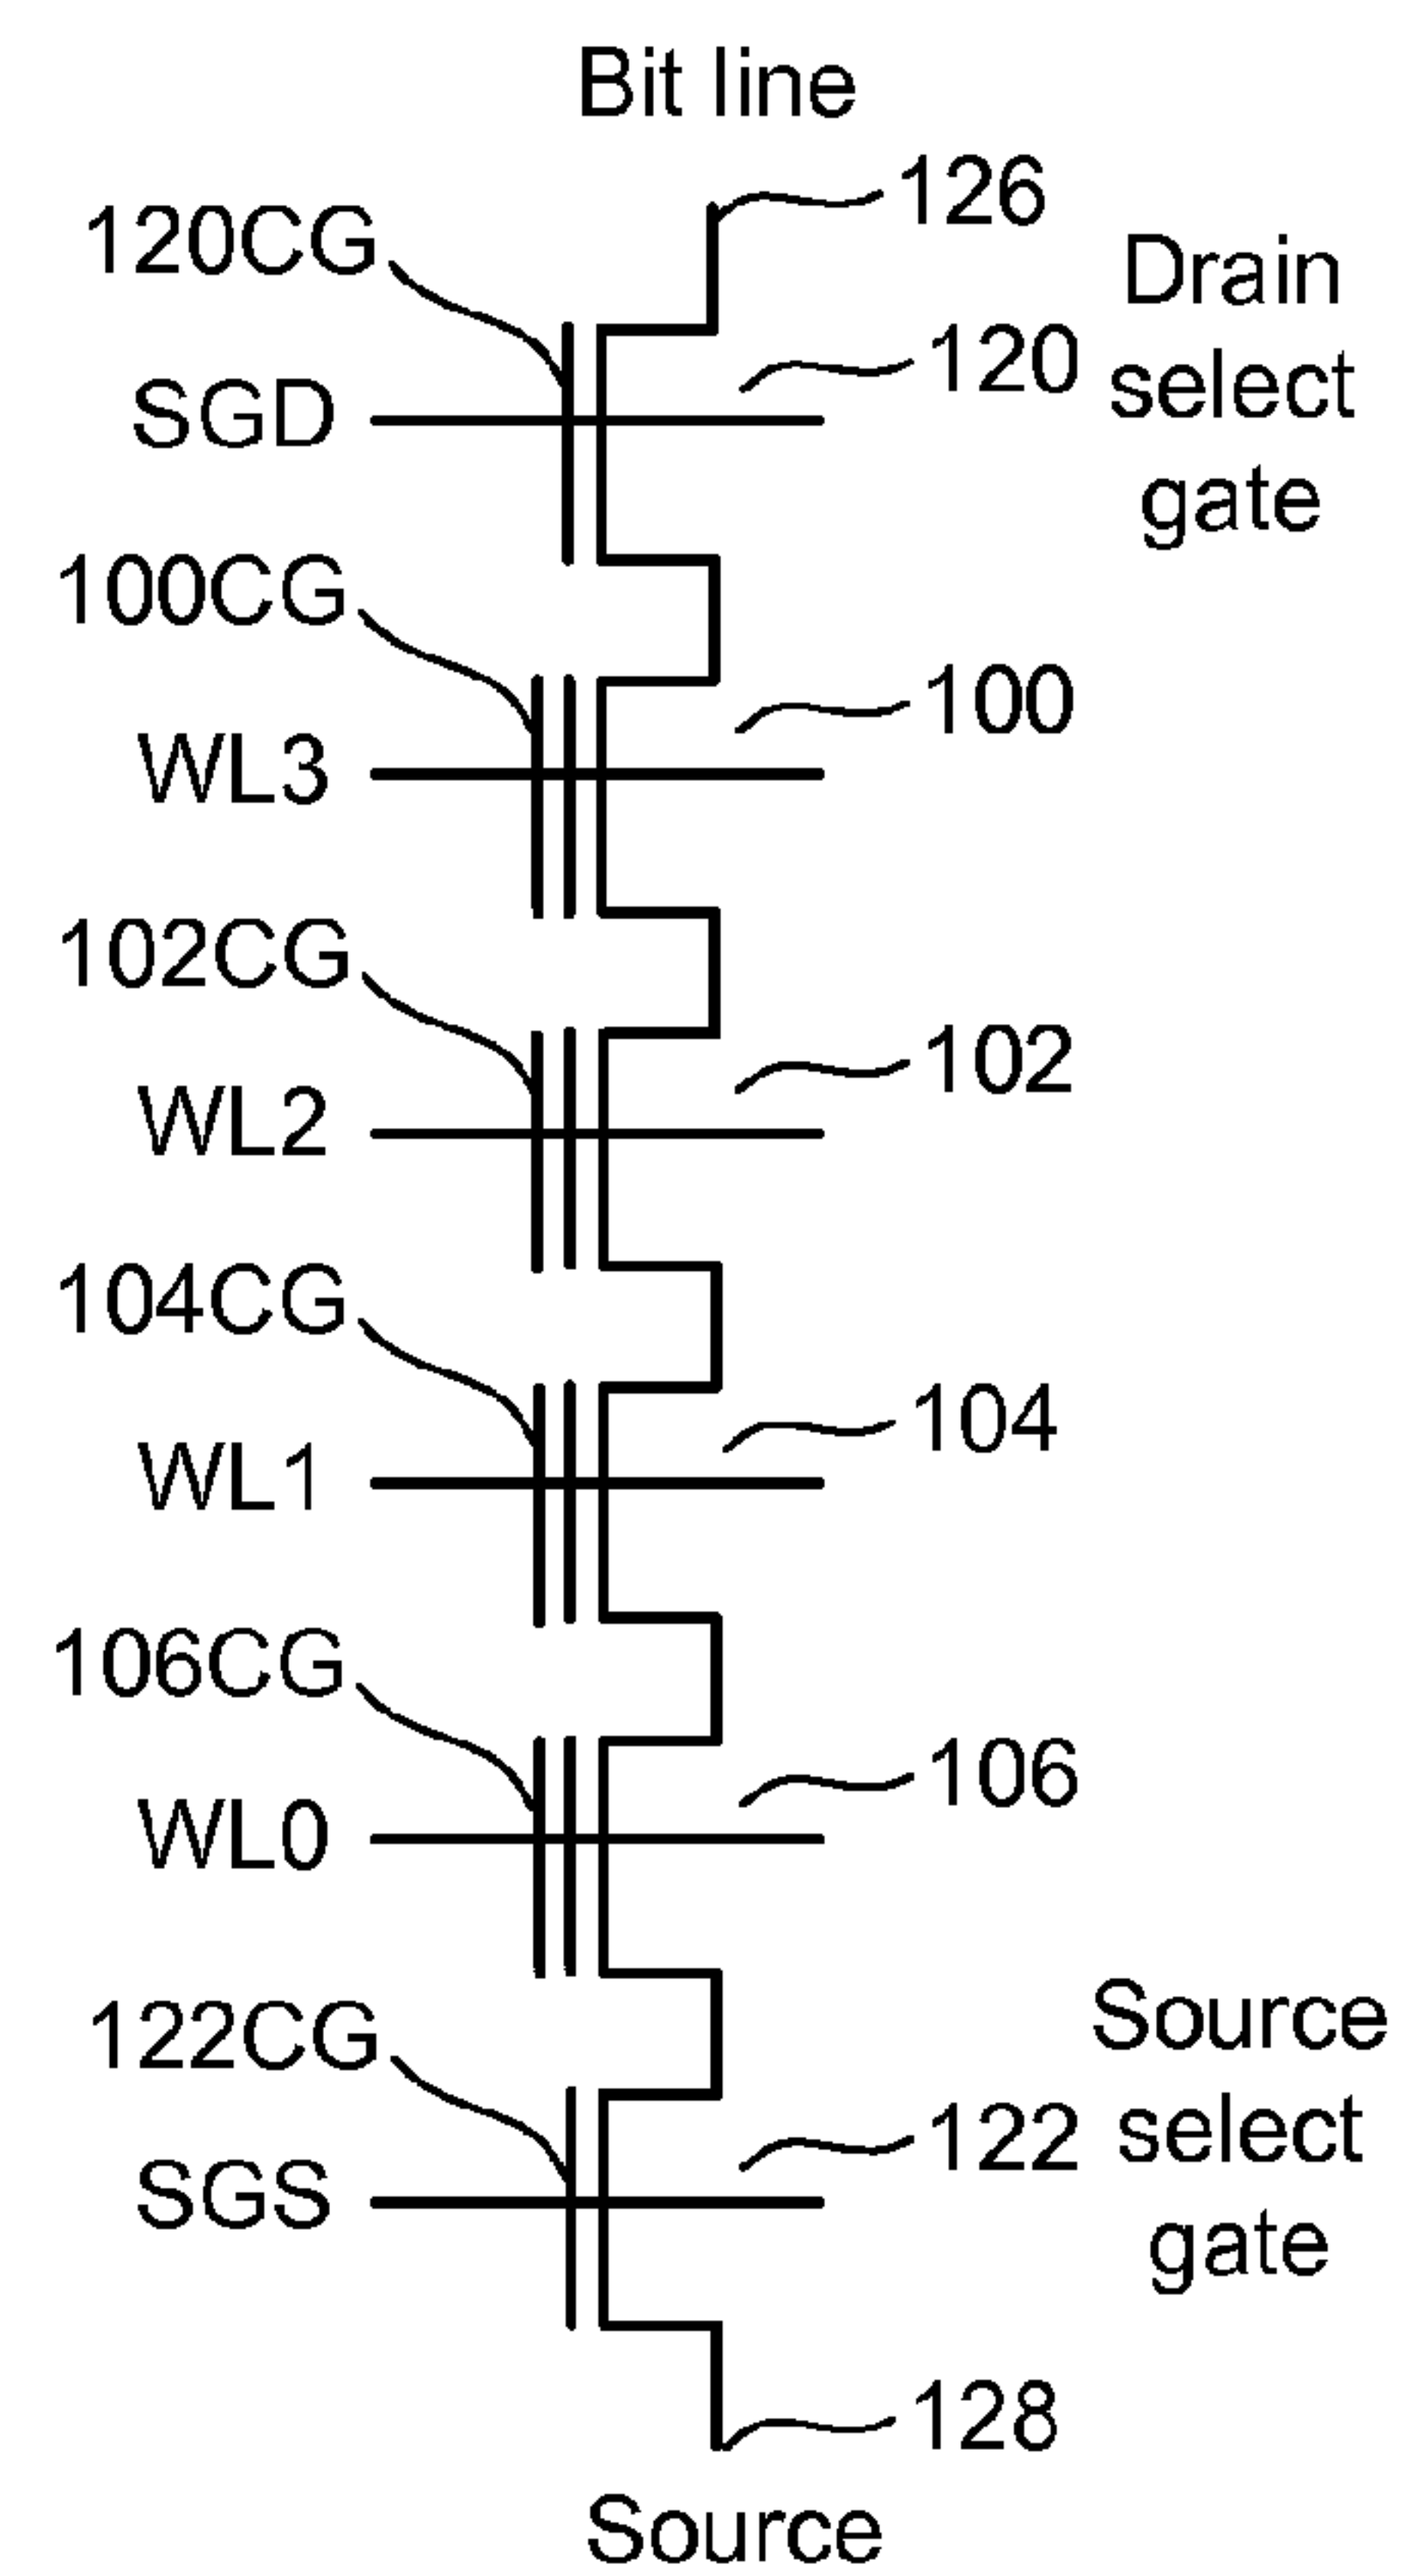 Bit line
126
120CG
Drain
select
gate
120
SGD
100CG
100
WL3
102CG
102
WL2
104CG
104
WL1
106CG
106
WL0
122CG
Source
select
gate
122
SGS
128
Source